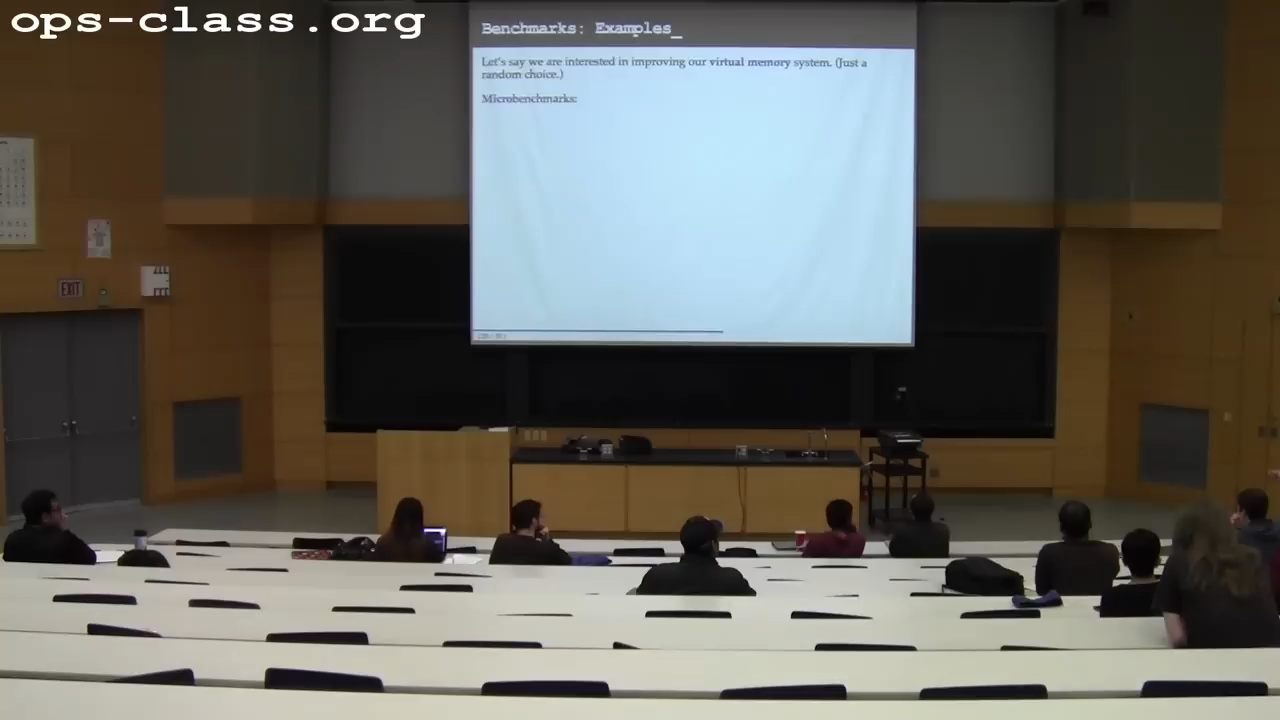 ops-class.org
Benchmarks: Examples_
Let's say we are interested in improving our virtual memory system. (Just a
random choice.)
Microbenchmarks:
EXIT